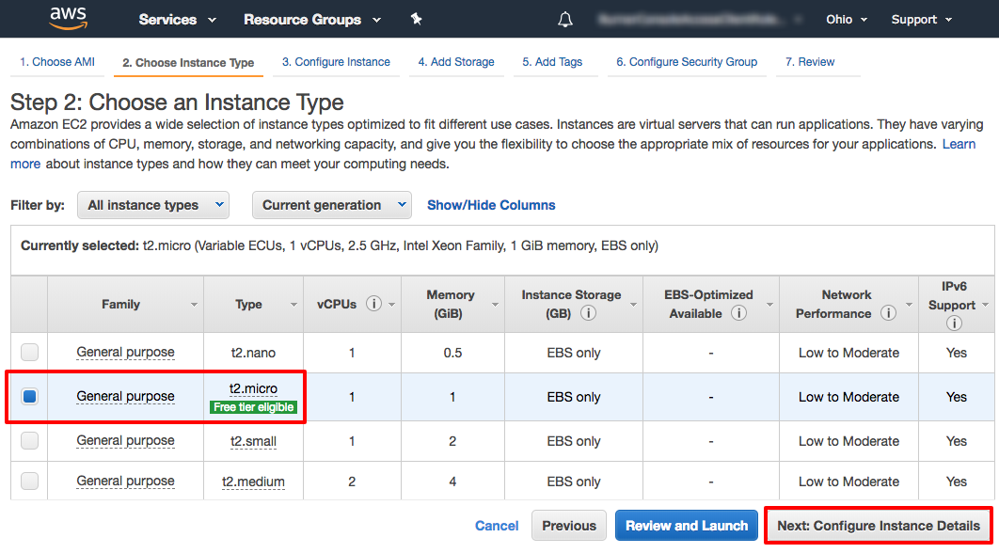 aws Services Resource Groups Ohio Support
1. Choose AMI 2. Choose Instance Type 3. Configure Instance 4. Add Storage 5. Add Tags 6. Configure Security Group 7. Review
Step 2: Choose an Instance Type
Amazon EC2 provides a wide selection of instance types optimized to fit different use cases. Instances are virtual servers that can run applications. They have varying
combinations of CPU, memory, storage, and networking capacity, and give you the flexibility to choose the appropriate mix of resources for your applications. Learn
more about instance types and how they can meet your computing needs.
Filter by: All instance types Current generation Show/Hide Columns
Currently selected: t2.micro (Variable ECUs, 1 vCPUs, 2.5 GHz, Intel Xeon Family, 1 GiB memory, EBS only)
Family Type vCPUs i Memory (GiB) Instance Storage (GB) i EBS-Optimized Available i Network Performance i IPv6 Support i
General purpose t2.nano 1 0.5 EBS only - Low to Moderate Yes
General purpose t2.micro Free tier eligible 1 1 EBS only - Low to Moderate Yes
General purpose t2.small 1 2 EBS only - Low to Moderate Yes
General purpose t2.medium 2 4 EBS only - Low to Moderate Yes
Cancel Previous Review and Launch Next: Configure Instance Details